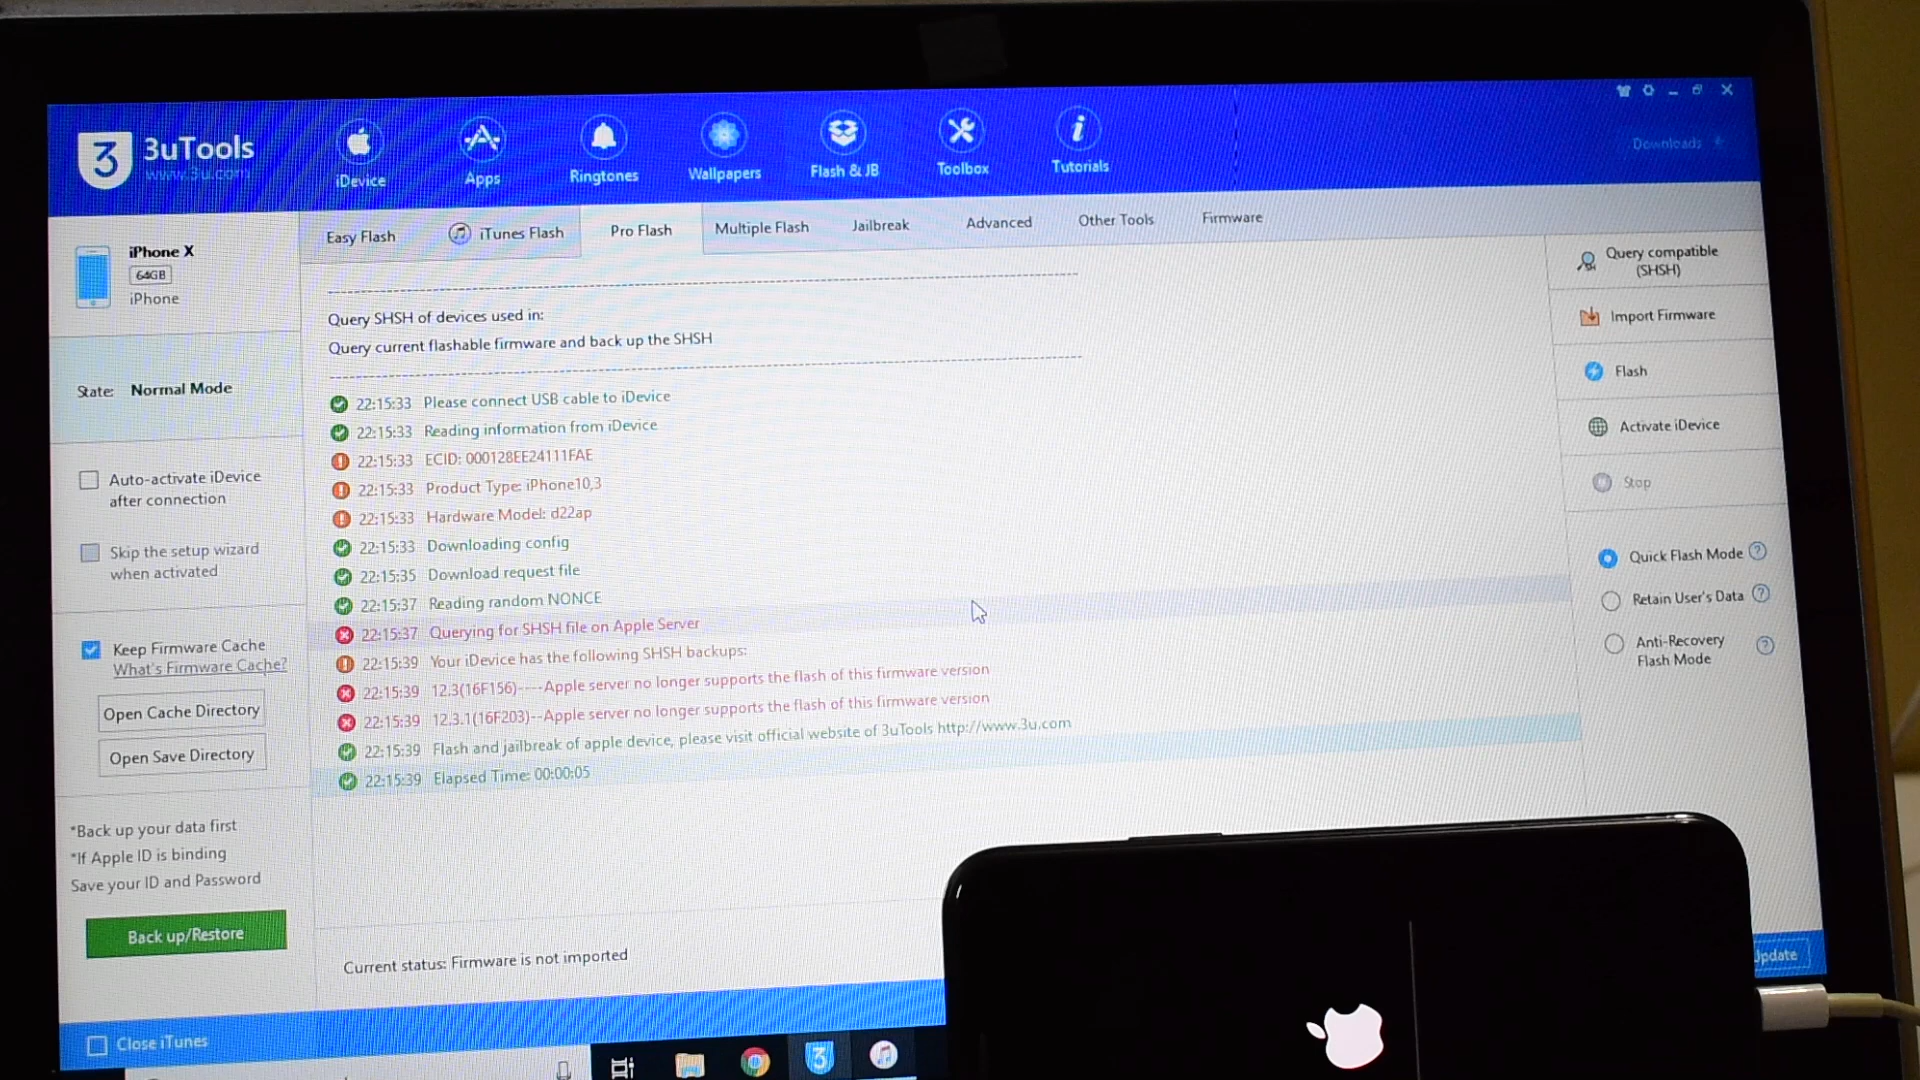 3 3uTools
www.3u.com
iDevice
Apps
Ringtones
Wallpapers
Flash & JB
Toolbox
Tutorials
Downloads
iPhone X
64GB
iPhone
State: Normal Mode
Auto-activate iDevice
after connection
Skip the setup wizard
when activated
Keep Firmware Cache
What's Firmware Cache?
Open Cache Directory
Open Save Directory
*Back up your data first
*If Apple ID is binding
Save your ID and Password
Back up/Restore
Close iTunes
Easy Flash
iTunes Flash
Pro Flash
Multiple Flash
Jailbreak
Advanced
Other Tools
Firmware
Query SHSH of devices used in:
Query current flashable firmware and back up the SHSH
22:15:33 Please connect USB cable to iDevice
22:15:33 Reading information from iDevice
22:15:33 ECID: 000128EE24111FAE
22:15:33 Product Type: iPhone10,3
22:15:33 Hardware Model: d22ap
22:15:33 Downloading config
22:15:35 Download request file
22:15:37 Reading random NONCE
22:15:37 Querying for SHSH file on Apple Server
22:15:39 Your iDevice has the following SHSH backups:
22:15:39 12.3(16F156)----Apple server no longer supports the flash of this firmware version
22:15:39 12.3.1(16F203)--Apple server no longer supports the flash of this firmware version
22:15:39 Flash and jailbreak of apple device, please visit official website of 3uTools http://www.3u.com
22:15:39 Elapsed Time: 00:00:05
Current status: Firmware is not imported
Query compatible
(SHSH)
Import Firmware
Flash
Activate iDevice
Stop
Quick Flash Mode ?
Retain User's Data ?
Anti-Recovery
Flash Mode ?
Update
3